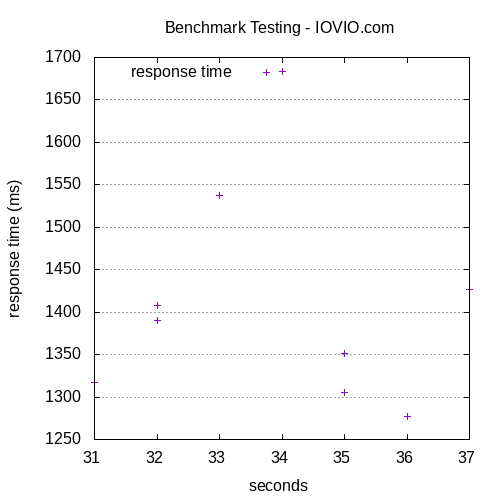 Benchmark Testing - IOVIO.com
response time
response time (ms)
1700
1650
1600
1550
1500
1450
1400
1350
1300
1250
31 32 33 34 35 36 37
seconds